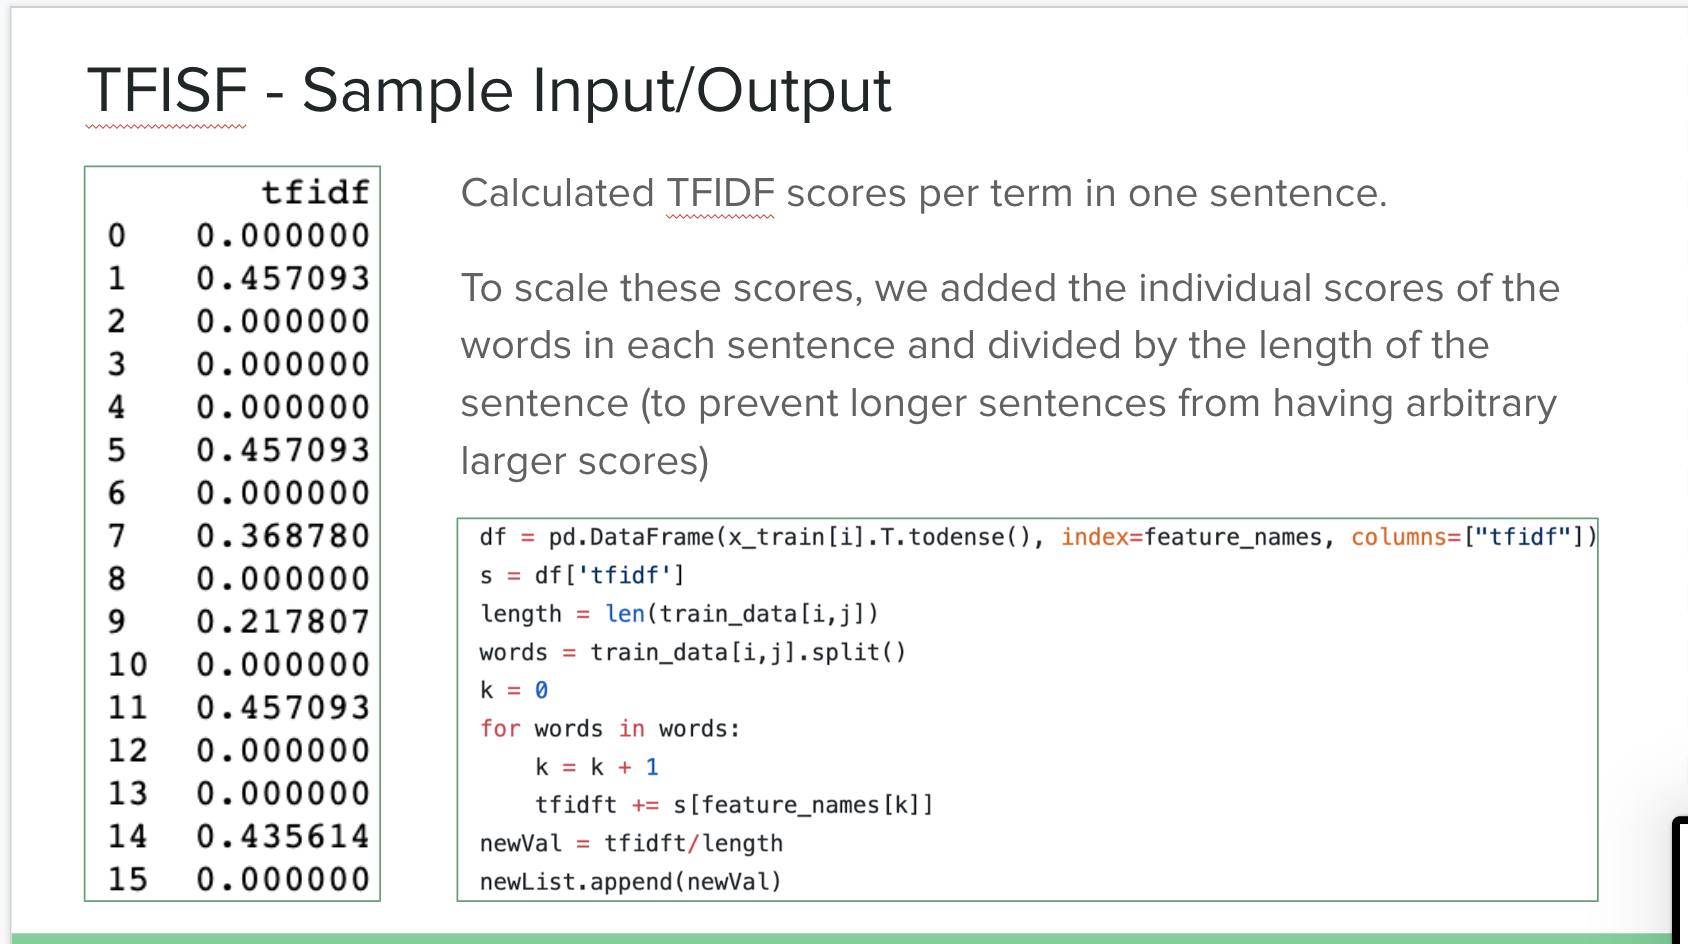 TFISF - Sample Input/Output
tfidf
0 0.000000
1 0.457093
2 0.000000
3 0.000000
4 0.000000
5 0.457093
6 0.000000
7 0.368780
8 0.000000
9 0.217807
10 0.000000
11 0.457093
12 0.000000
13 0.000000
14 0.435614
15 0.000000
Calculated TFIDF scores per term in one sentence.
To scale these scores, we added the individual scores of the
words in each sentence and divided by the length of the
sentence (to prevent longer sentences from having arbitrary
larger scores)
df = pd.DataFrame(x_train[i].T.todense(), index=feature_names, columns=["tfidf"])
s = df['tfidf']
length = len(train_data[i,j])
words = train_data[i,j].split()
k = 0
for words in words:
    k = k + 1
    tfidft += s[feature_names[k]]
newVal = tfidft/length
newList.append(newVal)